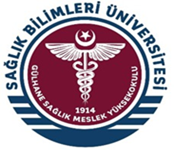 SAĞLIK BİLİMLERİ ÜNİVERSİTESİ
GÜLHANE SAĞLIK MESLEK YÜKSEKOKULU
1914